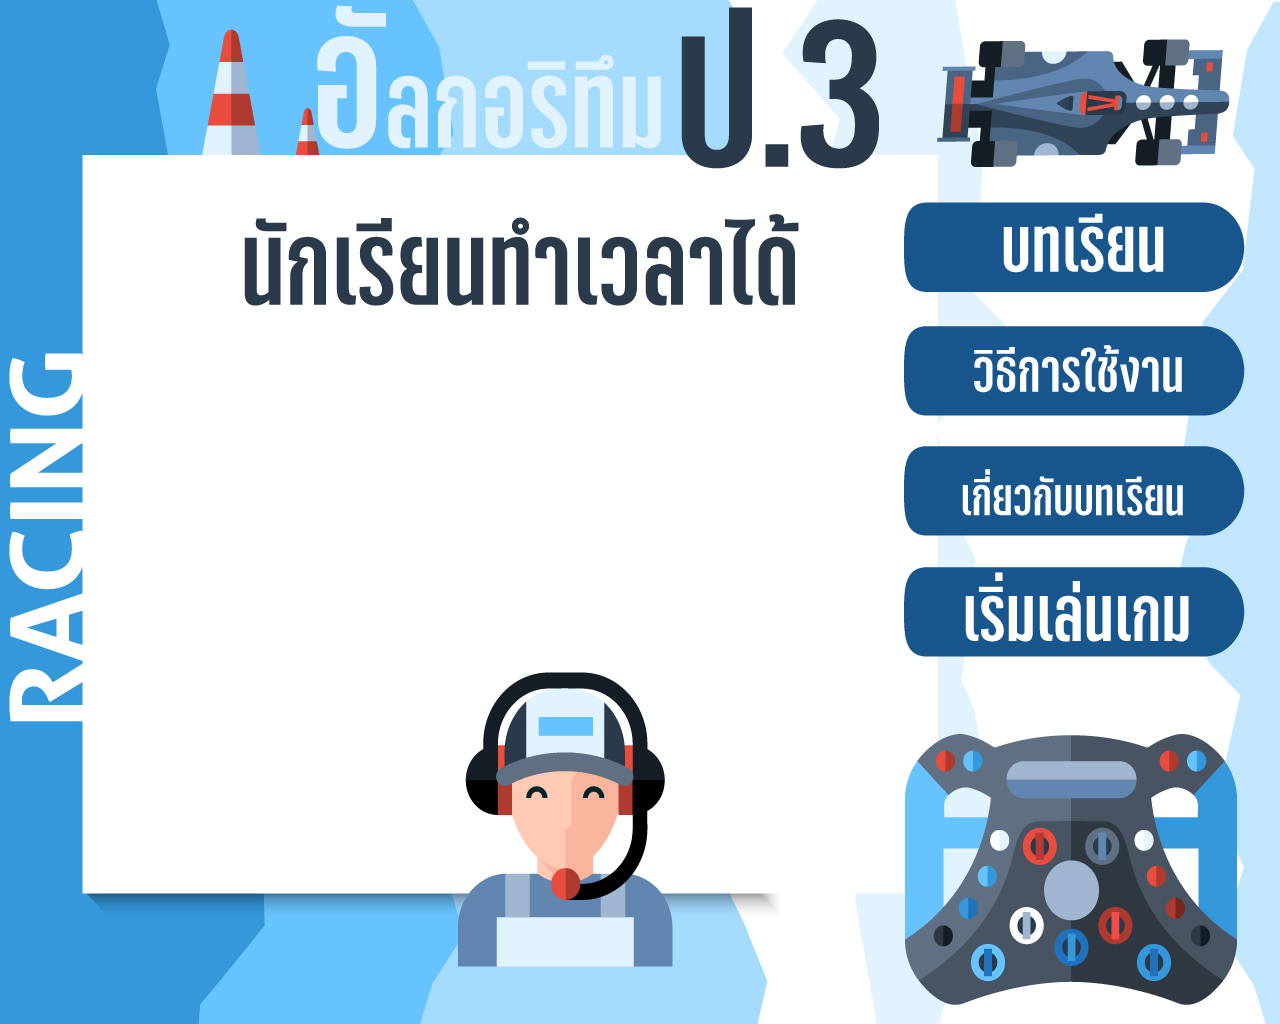 อัลกอริทึม ป.3
นักเรียนทำเวลาได้
RACING
บทเรียน
วิธีการใช้งาน
เกี่ยวกับบทเรียน
เริ่มเล่นเกม